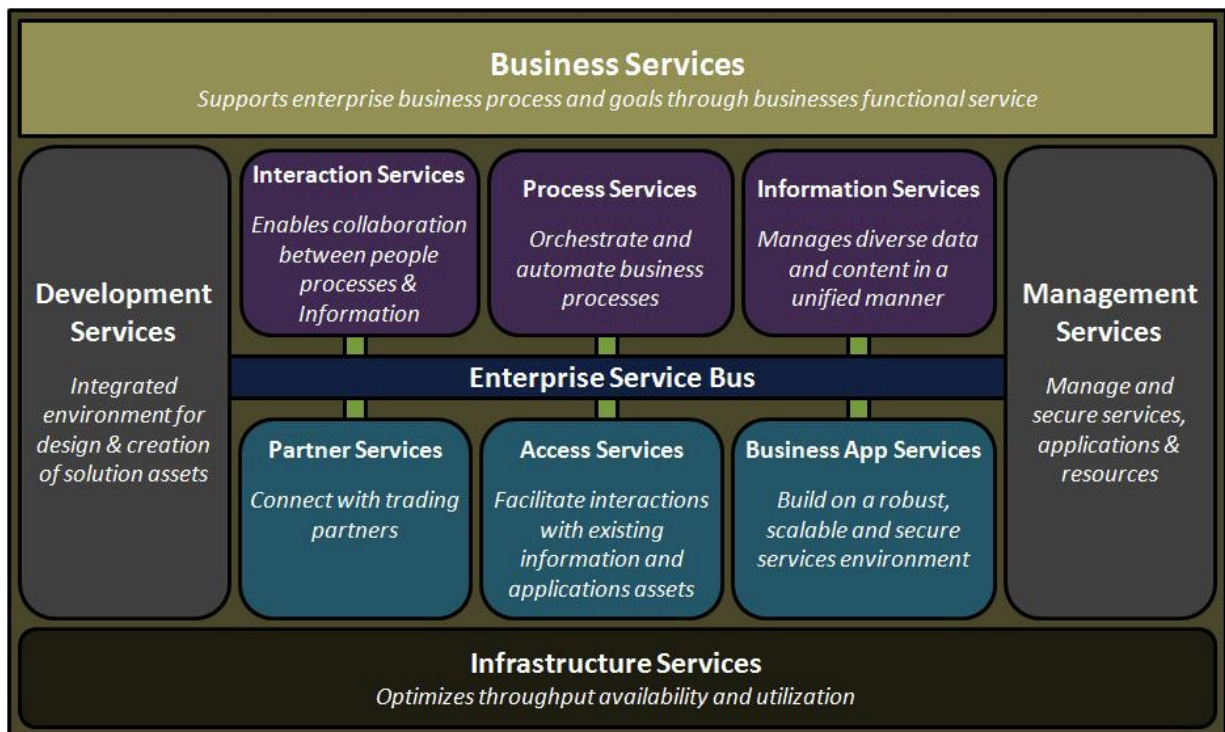 Business Services
Supports enterprise business process and goals through businesses functional service
Development
Services
Integrated
environment for
design & creation
of solution assets
Interaction Services
Enables collaboration
between people
processes &
Information
Process Services
Orchestrate and
automate business
processes
Information Services
Manages diverse data
and content in a
unified manner
Enterprise Service Bus
Partner Services
Connect with trading
partners
Access Services
Facilitate interactions
with existing
information and
applications assets
Business App Services
Build on a robust,
scalable and secure
services environment
Management
Services
Manage and
secure services,
applications &
resources
Infrastructure Services
Optimizes throughput availability and utilization